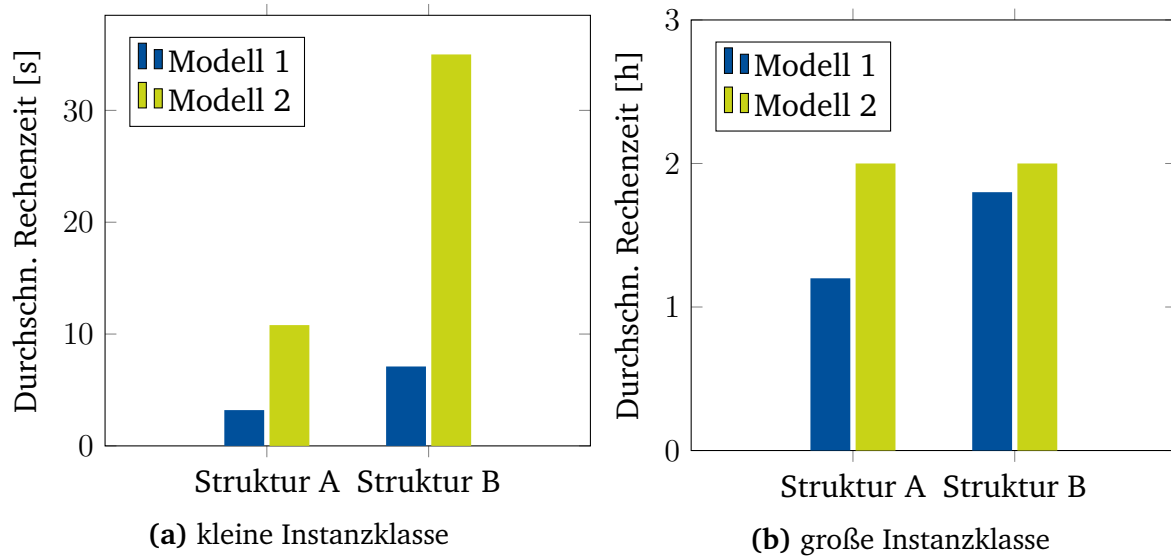 Durchschn. Rechenzeit [s]
30
20
10
0
Modell 1
Modell 2
Struktur A Struktur B
(a) kleine Instanzklasse
Durchschn. Rechenzeit [h]
3
2
1
0
Modell 1
Modell 2
Struktur A Struktur B
(b) große Instanzklasse